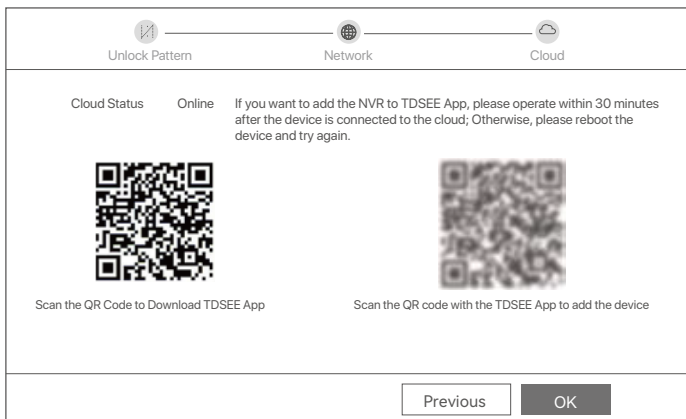 Unlock Pattern
Network
Cloud
Cloud Status
Online
If you want to add the NVR to TDSEE App, please operate within 30 minutes
after the device is connected to the cloud; Otherwise, please reboot the
device and try again.
Scan the QR Code to Download TDSEE App
Scan the QR code with the TDSEE App to add the device
Previous
OK